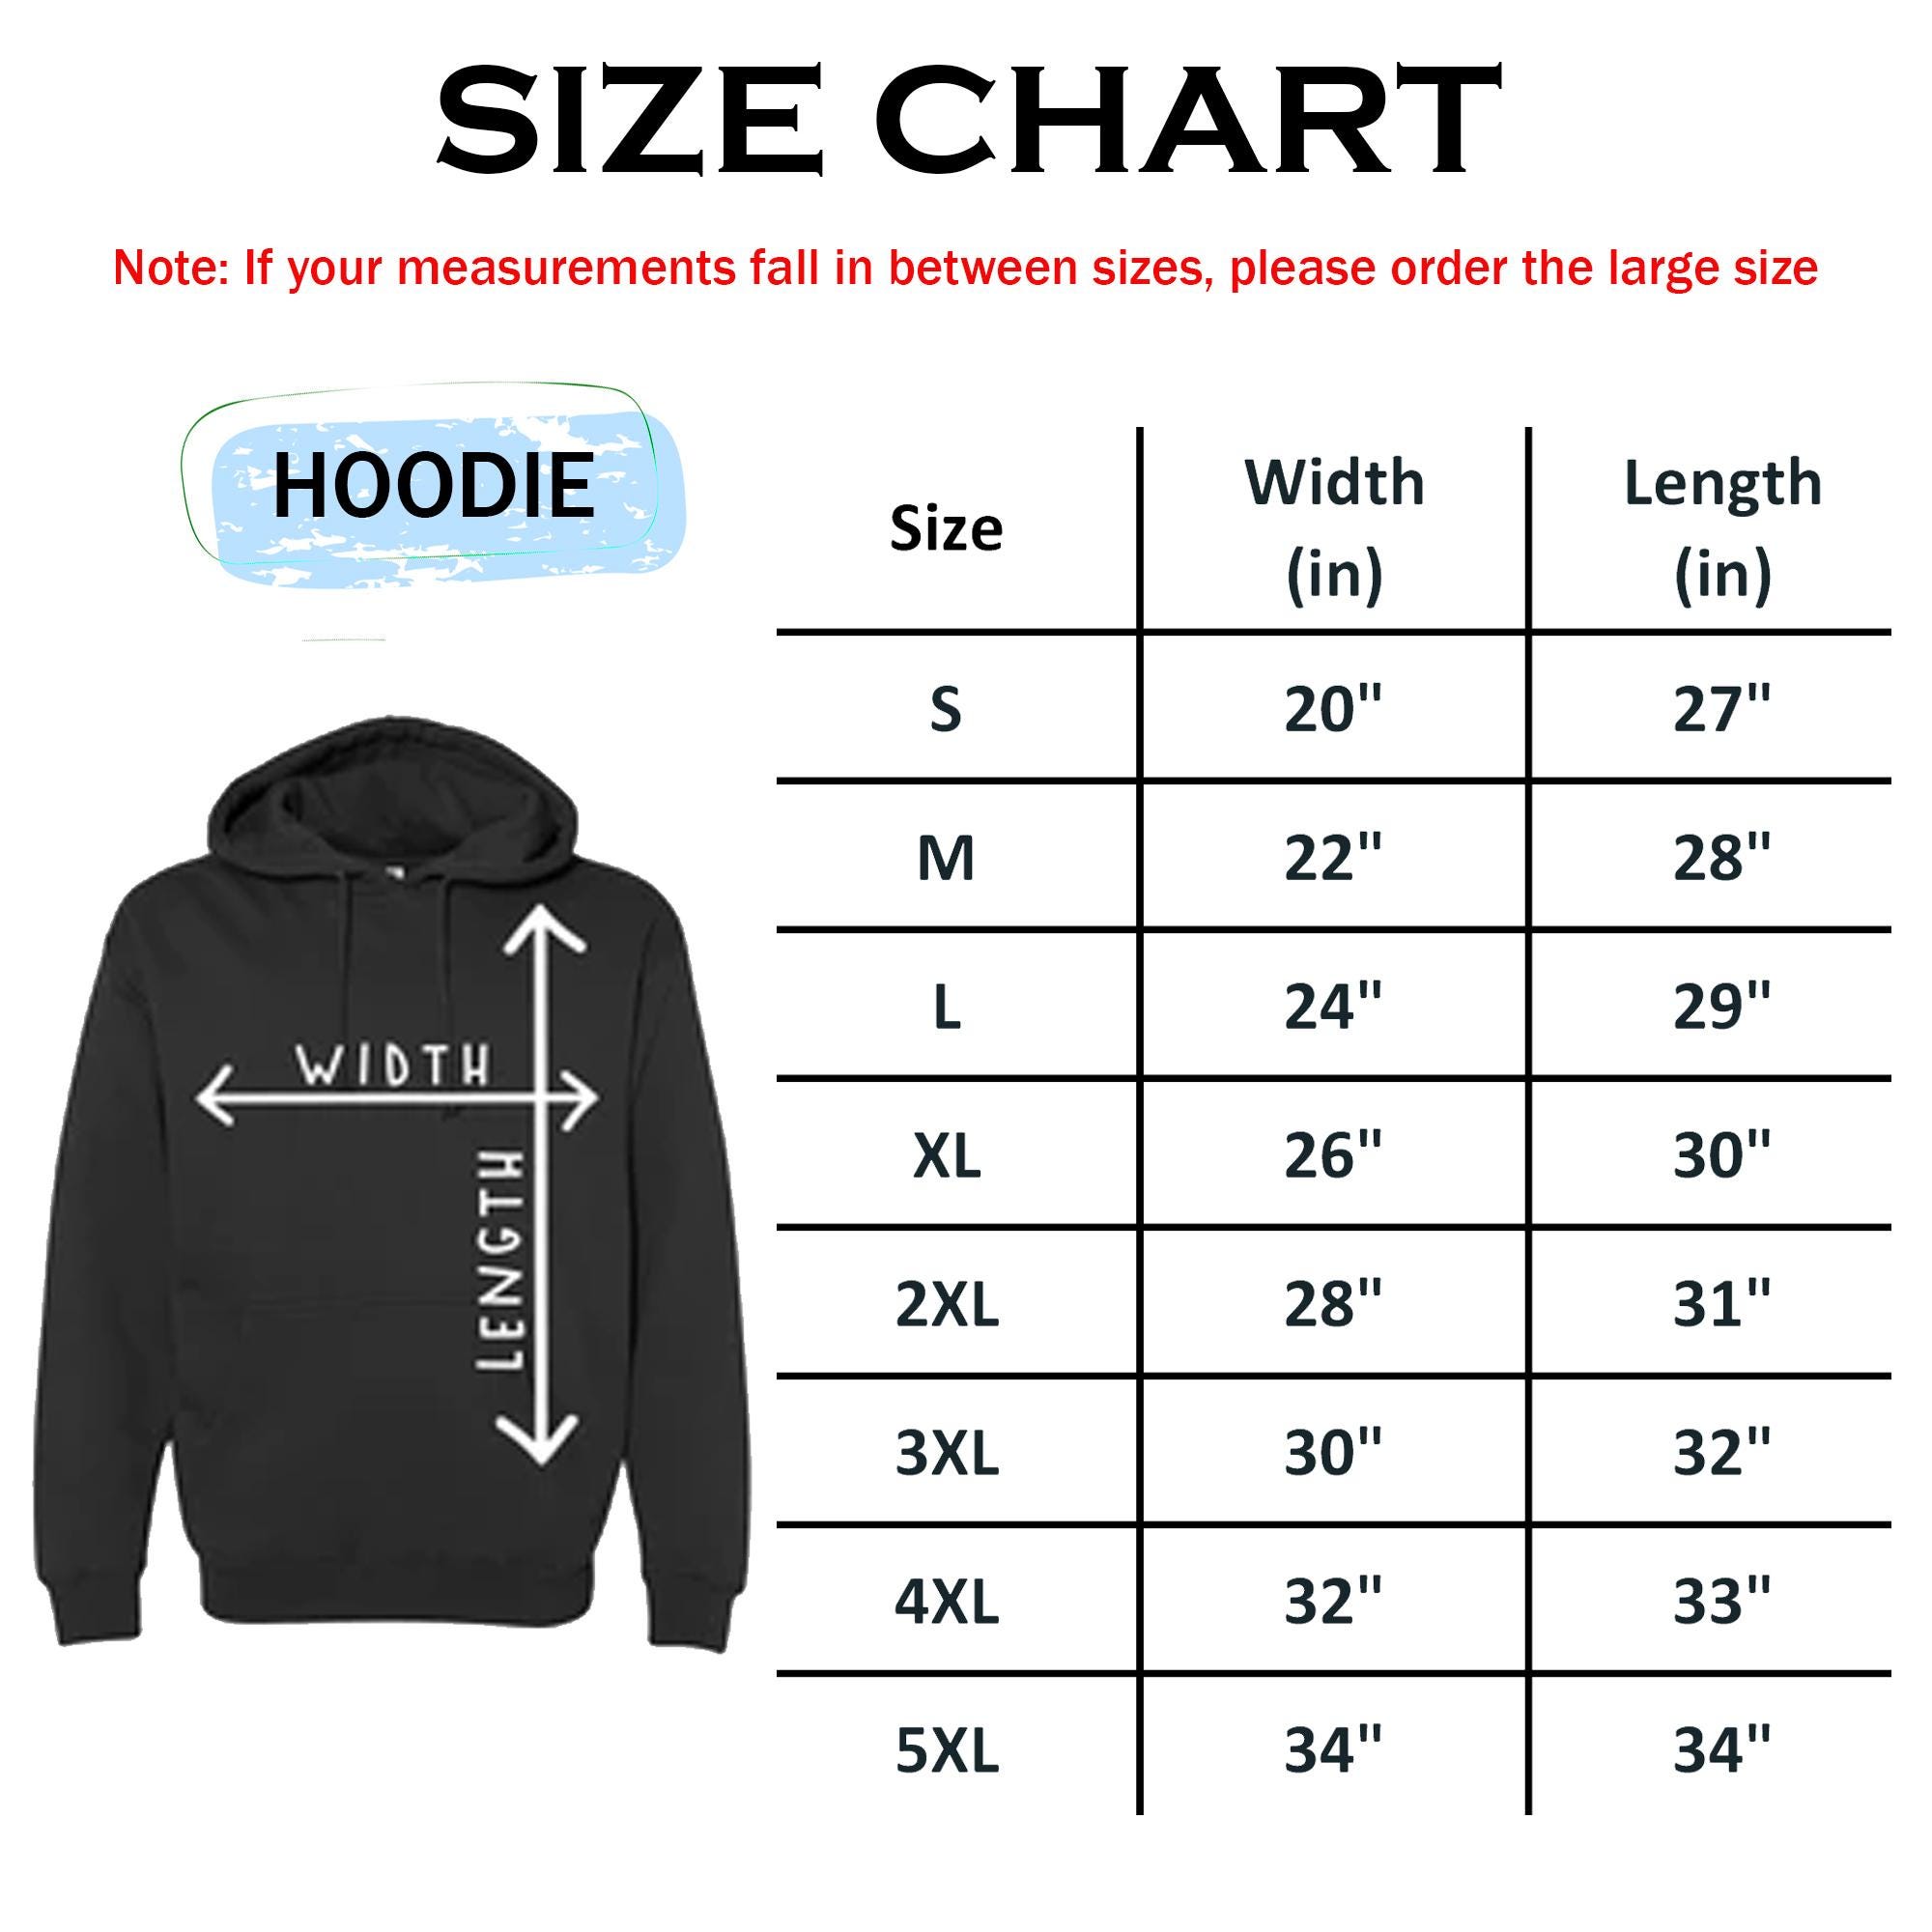 SIZE CHART
Note: If your measurements fall in between sizes, please order the large size
HOODIE
Size Width (in) Length (in)
S 20" 27"
M 22" 28"
L 24" 29"
XL 26" 30"
2XL 28" 31"
3XL 30" 32"
4XL 32" 33"
5XL 34" 34"
WIDTH
LENGTH